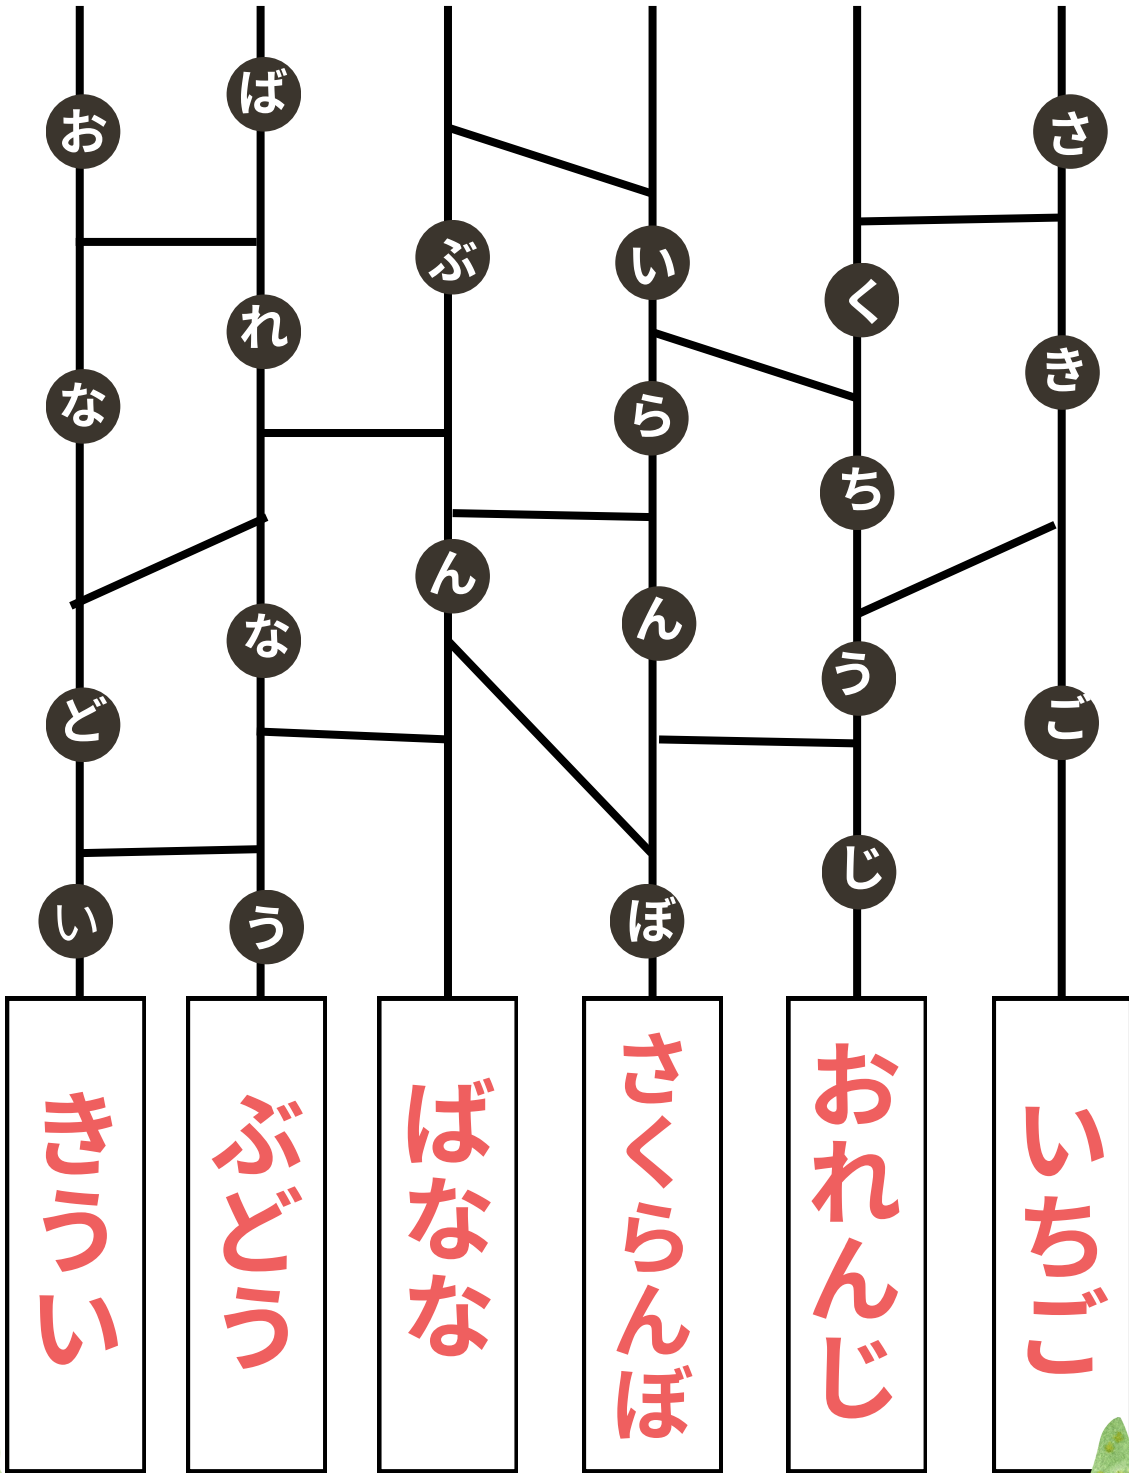 お
ば
さ
ぶ
い
く
れ
き
な
ら
ち
ん
ん
な
う
ど
ご
じ
い
う
ぼ
きうい
ぶどう
ばなな
さくらんぼ
おれんじ
いちご